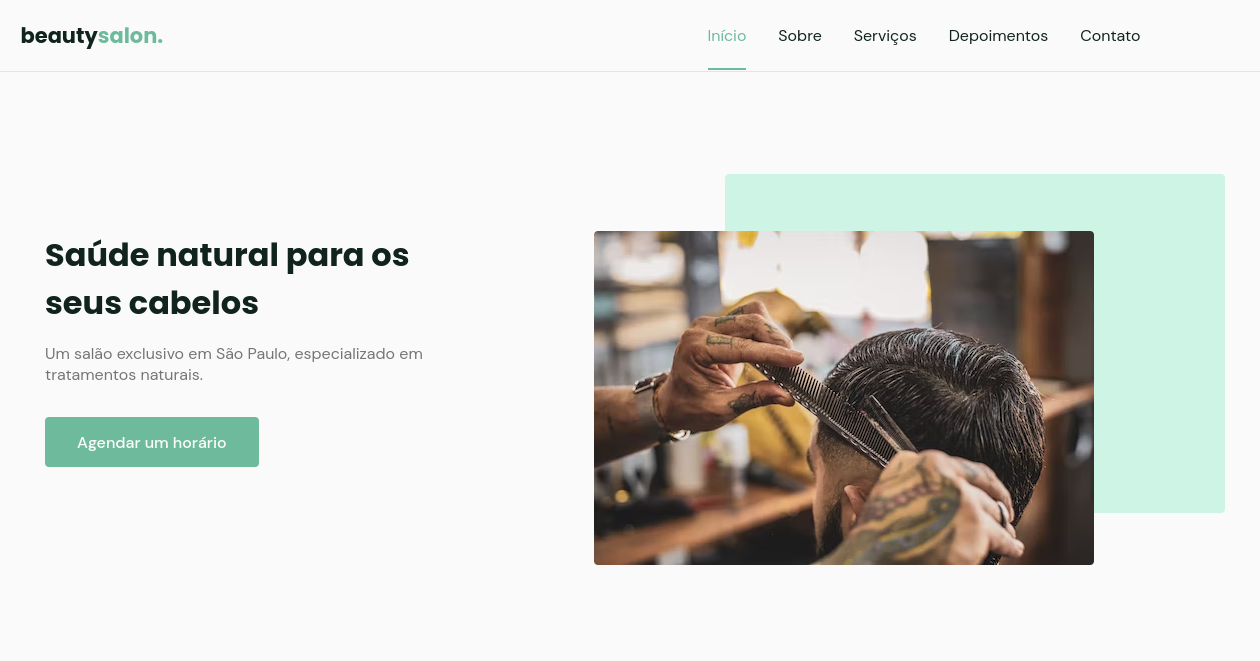 beautysalon.
Início
Sobre
Serviços
Depoimentos
Contato
Saúde natural para os
seus cabelos
Um salão exclusivo em São Paulo, especializado em
tratamentos naturais.
Agendar um horário